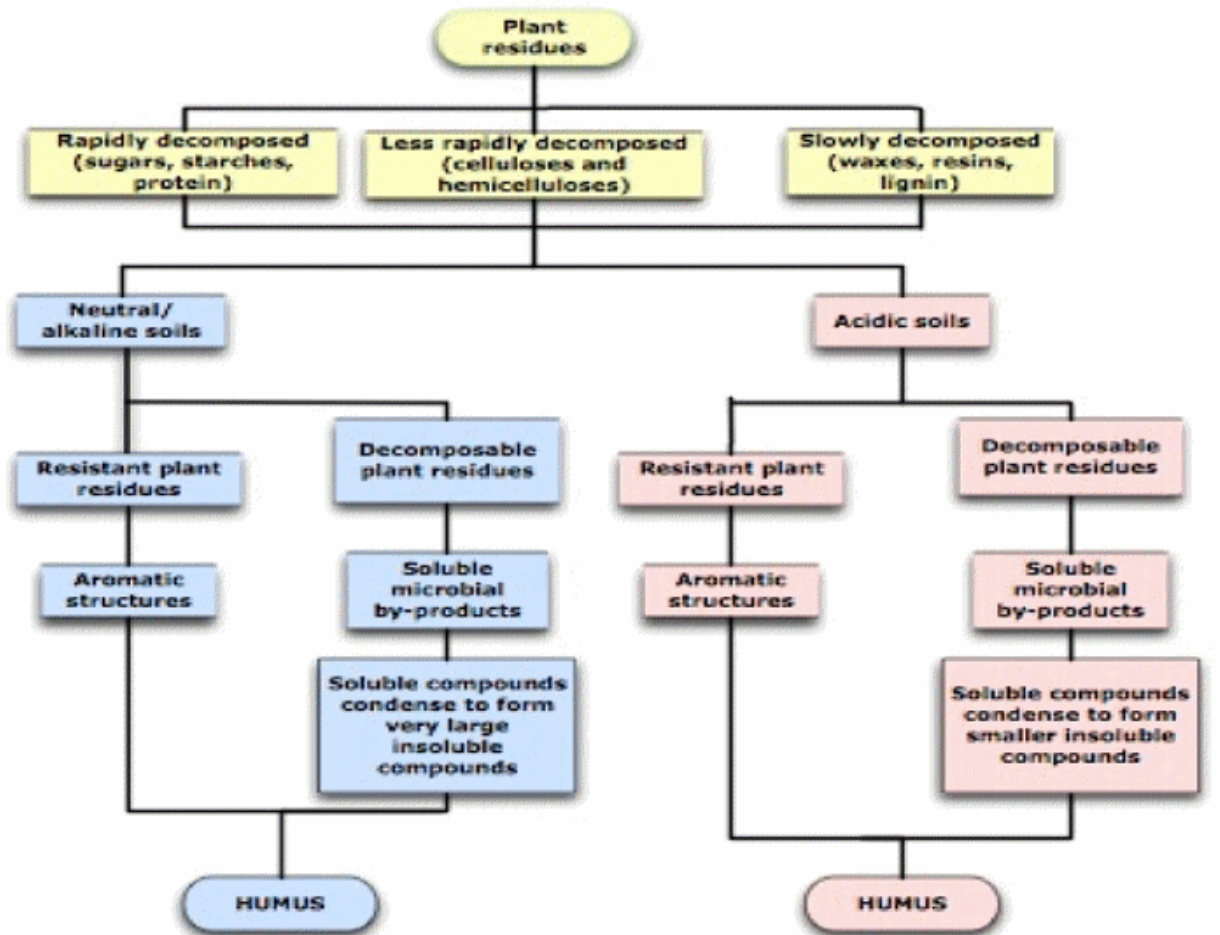 Plant
residues
Rapidly decomposed
(sugars, starches,
protein)
Less rapidly decomposed
(celluloses and
hemicelluloses)
Slowly decomposed
(waxes, resins,
lignin)
Neutral/
alkaline soils
Acidic soils
Resistant plant
residues
Decomposable
plant residues
Resistant plant
residues
Decomposable
plant residues
Aromatic
structures
Soluble
microbial
by-products
Aromatic
structures
Soluble
microbial
by-products
Soluble compounds
condense to form
very large
insoluble
compounds
Soluble compounds
condense to form
smaller insoluble
compounds
HUMUS
HUMUS